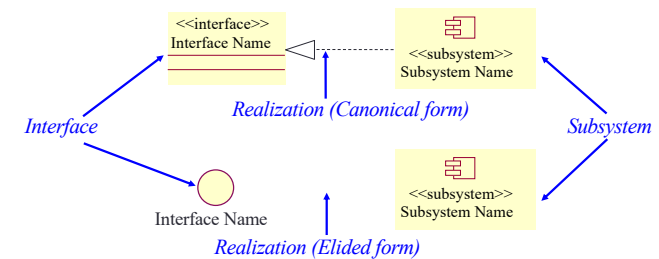 <<interface>>
Interface Name
<<subsystem>>
Subsystem Name
Realization (Canonical form)
Interface
Subsystem
<<subsystem>>
Subsystem Name
Interface Name
Realization (Elided form)